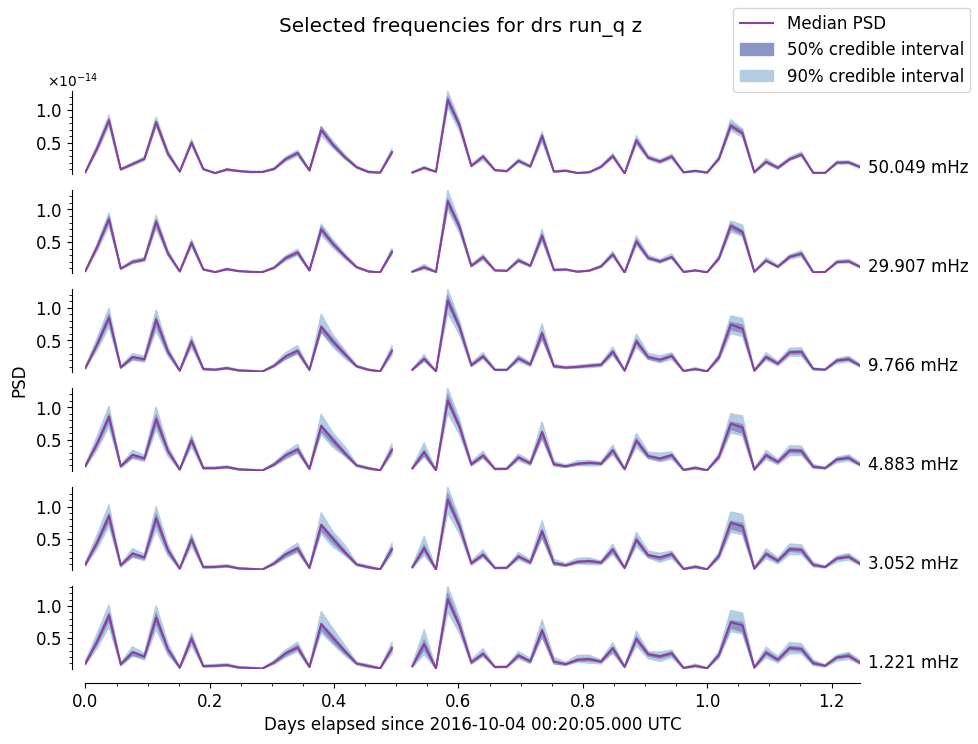 Selected frequencies for drs run_q z
Median PSD
50% credible interval
90% credible interval
×10⁻¹⁴
1.0
0.5
50.049 mHz
1.0
0.5
29.907 mHz
1.0
0.5
9.766 mHz
PSD
1.0
0.5
4.883 mHz
1.0
0.5
3.052 mHz
1.0
0.5
1.221 mHz
0.0 0.2 0.4 0.6 0.8 1.0 1.2
Days elapsed since 2016-10-04 00:20:05.000 UTC